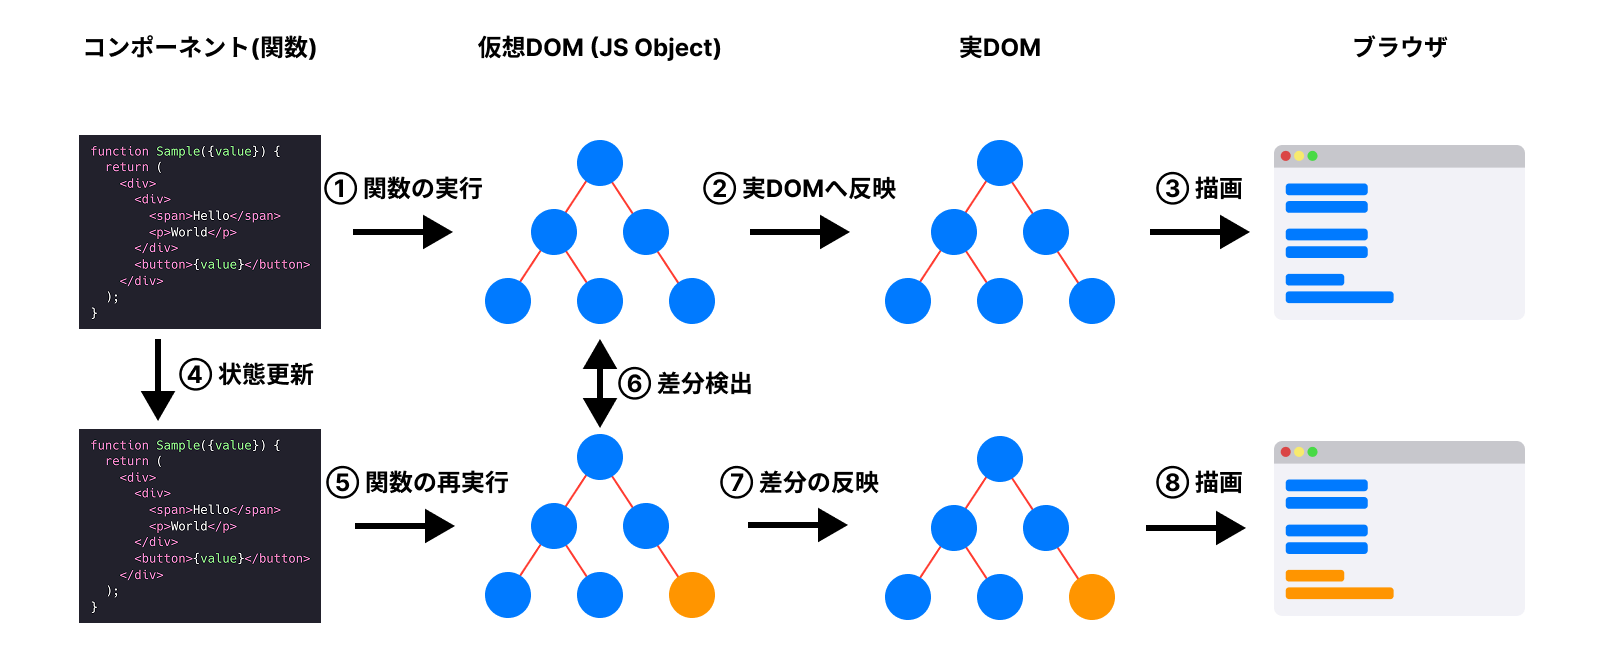 コンポーネント(関数)
仮想DOM (JS Object)
実DOM
ブラウザ
function Sample({value}) {
  return (
    <div>
      <div>
        <span>Hello</span>
        <p>World</p>
      </div>
      <button>{value}</button>
    </div>
  );
}
① 関数の実行
② 実DOMへ反映
③ 描画
④ 状態更新
⑥ 差分検出
function Sample({value}) {
  return (
    <div>
      <div>
        <span>Hello</span>
        <p>World</p>
      </div>
      <button>{value}</button>
    </div>
  );
}
⑤ 関数の再実行
⑦ 差分の反映
⑧ 描画